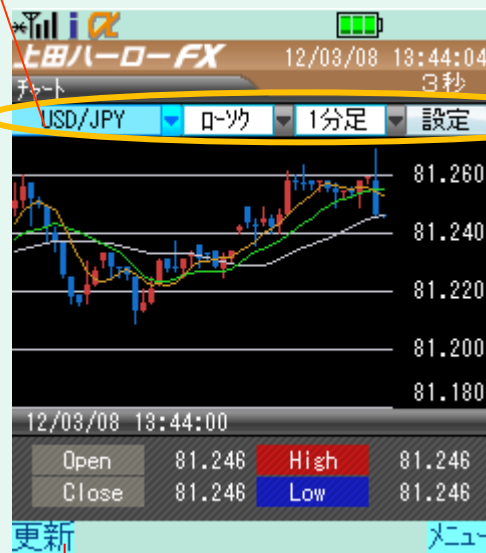 i α
上田ハーローFX 12/03/08 13:44:04
チャート 3秒
USD/JPY ローソク 1分足 設定
81.260
81.240
81.220
81.200
81.180
12/03/08 13:44:00
Open 81.246 High 81.246
Close 81.246 Low 81.246
更新 メニュー